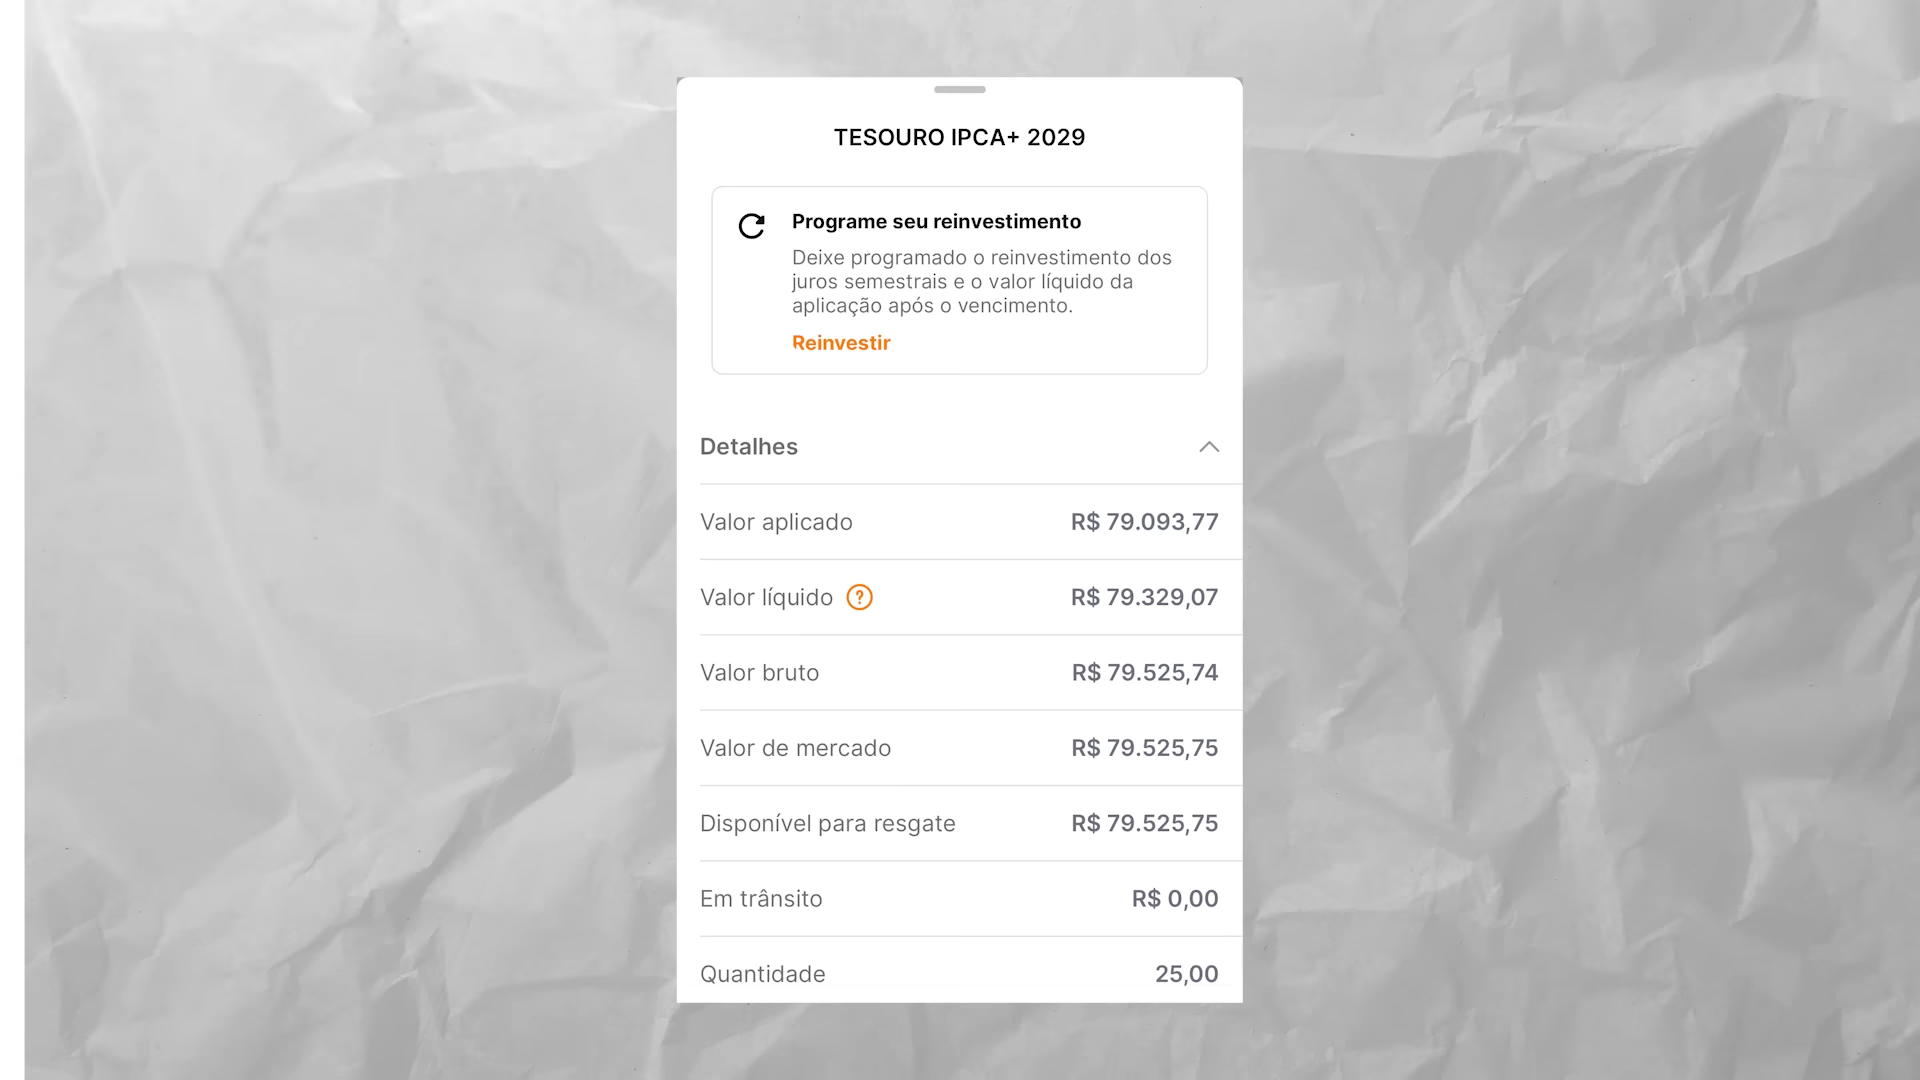 TESOURO IPCA+ 2029
Programe seu reinvestimento
Deixe programado o reinvestimento dos
juros semestrais e o valor líquido da
aplicação após o vencimento.
Reinvestir
Detalhes
Valor aplicado R$ 79.093,77
Valor líquido ? R$ 79.329,07
Valor bruto R$ 79.525,74
Valor de mercado R$ 79.525,75
Disponível para resgate R$ 79.525,75
Em trânsito R$ 0,00
Quantidade 25,00